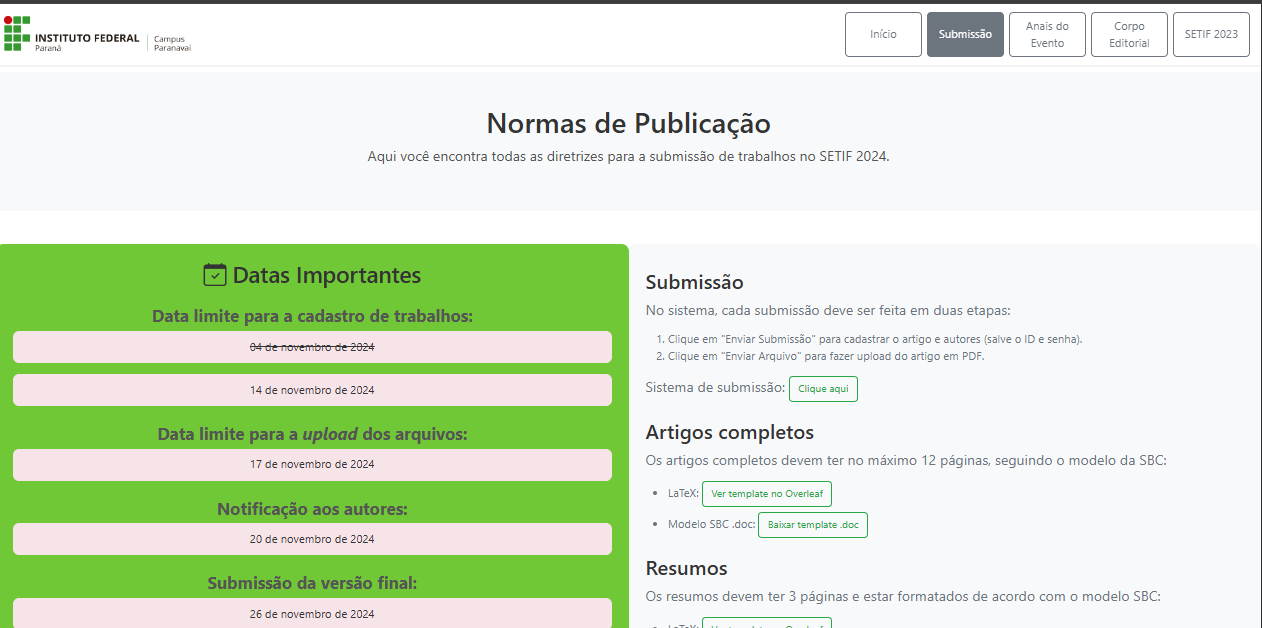 INSTITUTO FEDERAL
Paraná
Campus
Paranavaí
Início
Submissão
Anais do
Evento
Corpo
Editorial
SETIF 2023
Normas de Publicação
Aqui você encontra todas as diretrizes para a submissão de trabalhos no SETIF 2024.
Datas Importantes
Data limite para a cadastro de trabalhos:
04 de novembro de 2024
14 de novembro de 2024
Data limite para a upload dos arquivos:
17 de novembro de 2024
Notificação aos autores:
20 de novembro de 2024
Submissão da versão final:
26 de novembro de 2024
Submissão
No sistema, cada submissão deve ser feita em duas etapas:
1. Clique em "Enviar Submissão" para cadastrar o artigo e autores (salve o ID e senha).
2. Clique em "Enviar Arquivo" para fazer upload do artigo em PDF.
Sistema de submissão: Clique aqui
Artigos completos
Os artigos completos devem ter no máximo 12 páginas, seguindo o modelo da SBC:
• LaTeX: Ver template no Overleaf
• Modelo SBC .doc: Baixar template .doc
Resumos
Os resumos devem ter 3 páginas e estar formatados de acordo com o modelo SBC:
• LaTeX: Ver template no Overleaf